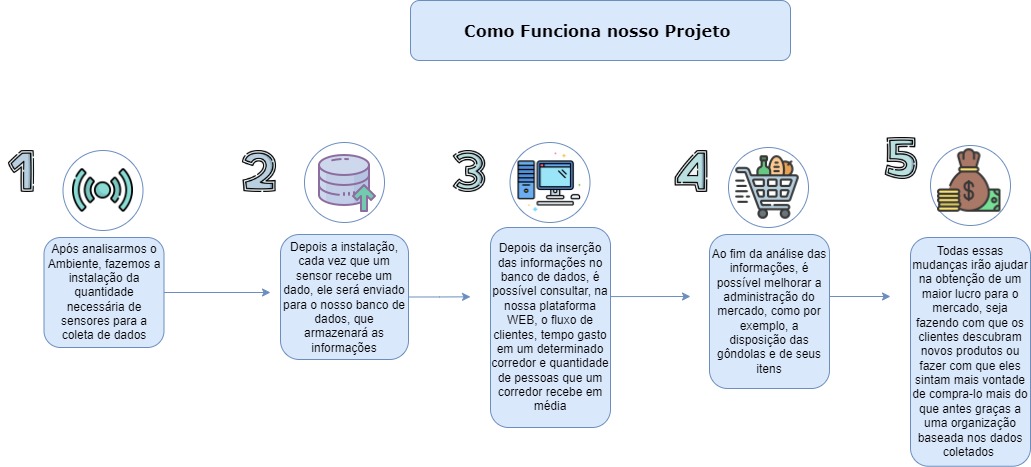 Como Funciona nosso Projeto
1
Após analisarmos o
Ambiente, fazemos a
instalação da
quantidade
necessária de
sensores para a
coleta de dados
2
Depois a instalação,
cada vez que um
sensor recebe um
dado, ele será enviado
para o nosso banco de
dados, que
armazenará as
informações
3
Depois da inserção
das informações no
banco de dados, é
possível consultar, na
nossa plataforma
WEB, o fluxo de
clientes, tempo gasto
em um determinado
corredor e quantidade
de pessoas que um
corredor recebe em
média
4
Ao fim da análise das
informações, é
possível melhorar a
administração do
mercado, como por
exemplo, a
disposição das
gôndolas e de seus
itens
5
$
Todas essas
mudanças irão ajudar
na obtenção de um
maior lucro para o
mercado, seja
fazendo com que os
clientes descubram
novos produtos ou
fazer com que eles
sintam mais vontade
de compra-lo mais do
que antes graças a
uma organização
baseada nos dados
coletados